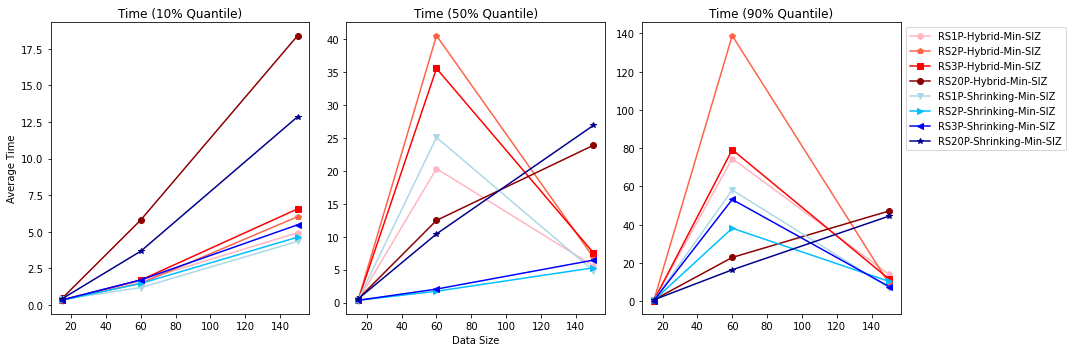 Time (10% Quantile)
Average Time
17.5
15.0
12.5
10.0
7.5
5.0
2.5
0.0
20 40 60 80 100 120 140
Time (50% Quantile)
40
35
30
25
20
15
10
5
0
20 40 60 80 100 120 140
Data Size
Time (90% Quantile)
140
120
100
80
60
40
20
0
20 40 60 80 100 120 140
RS1P-Hybrid-Min-SIZ
RS2P-Hybrid-Min-SIZ
RS3P-Hybrid-Min-SIZ
RS20P-Hybrid-Min-SIZ
RS1P-Shrinking-Min-SIZ
RS2P-Shrinking-Min-SIZ
RS3P-Shrinking-Min-SIZ
RS20P-Shrinking-Min-SIZ